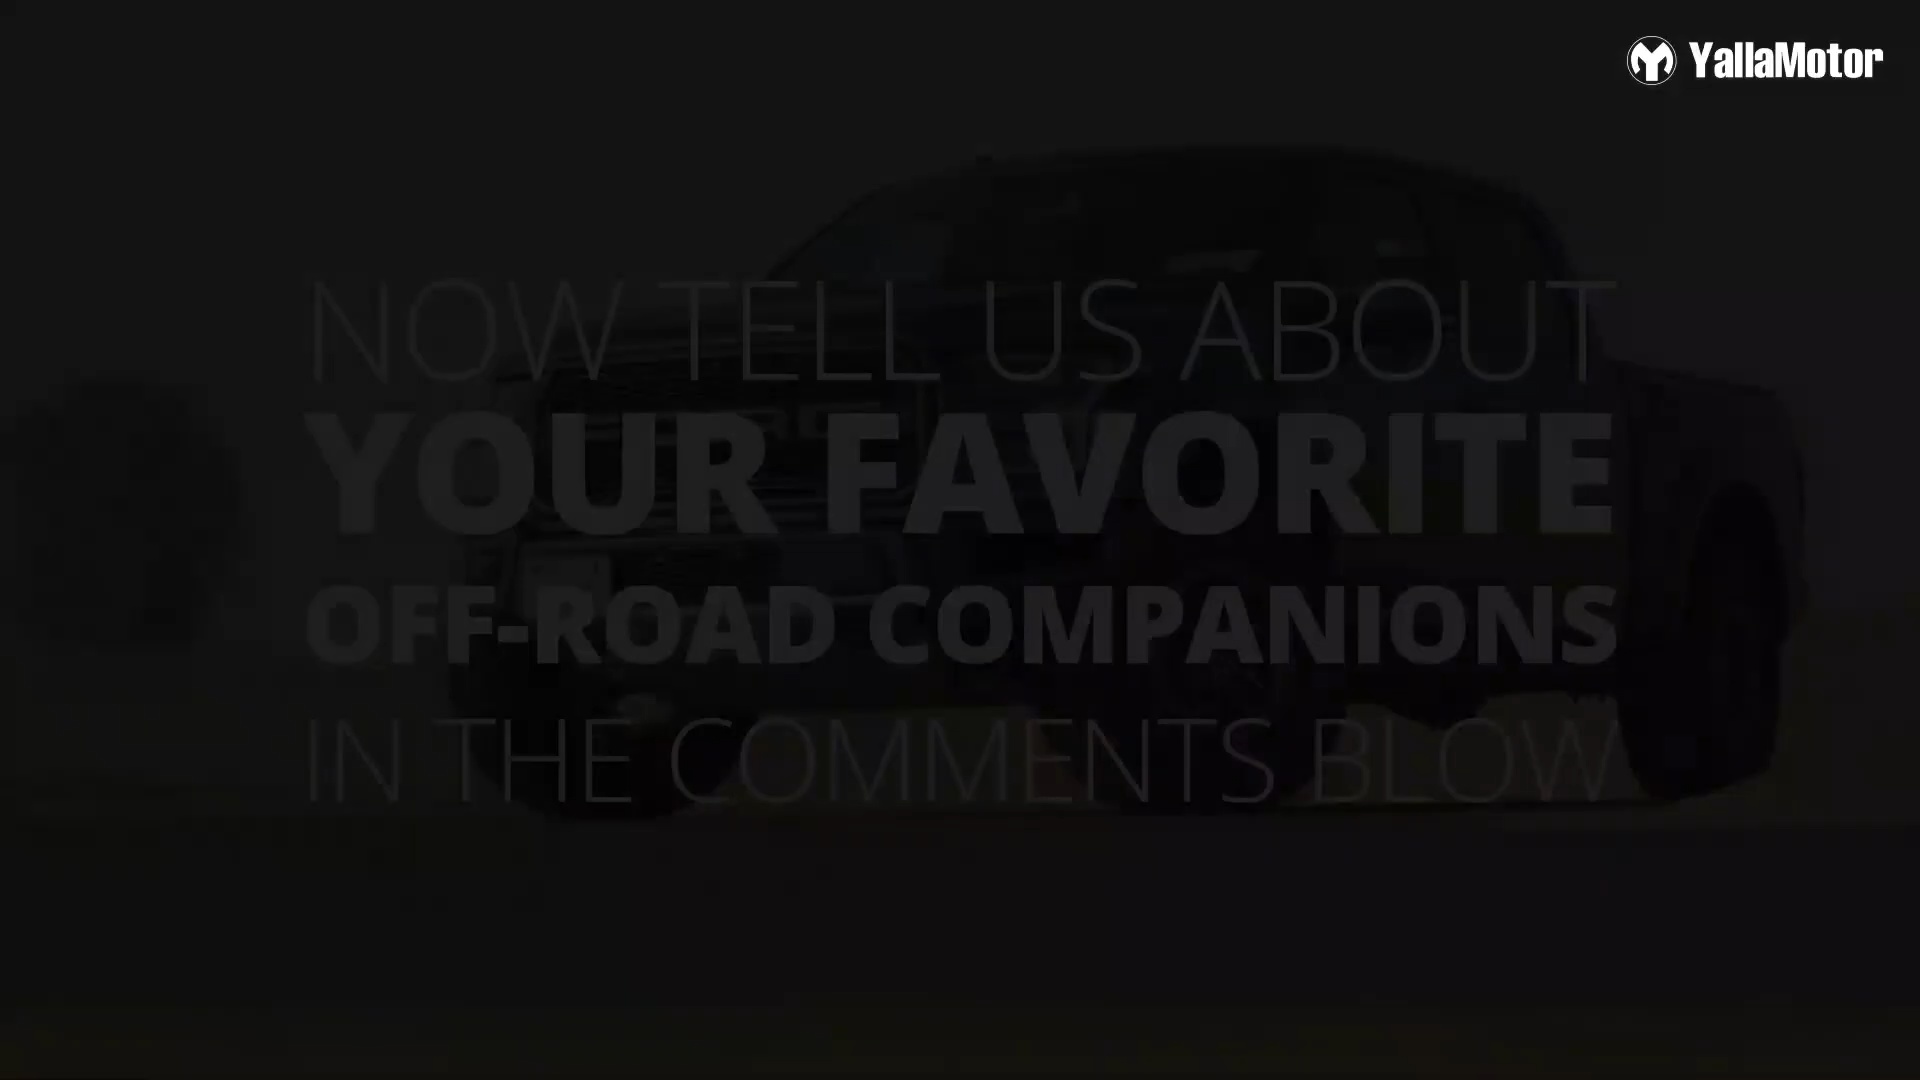 YallaMotor
NOW TELL US ABOUT
YOUR FAVORITE
OFF-ROAD COMPANIONS
IN THE COMMENTS BLOW